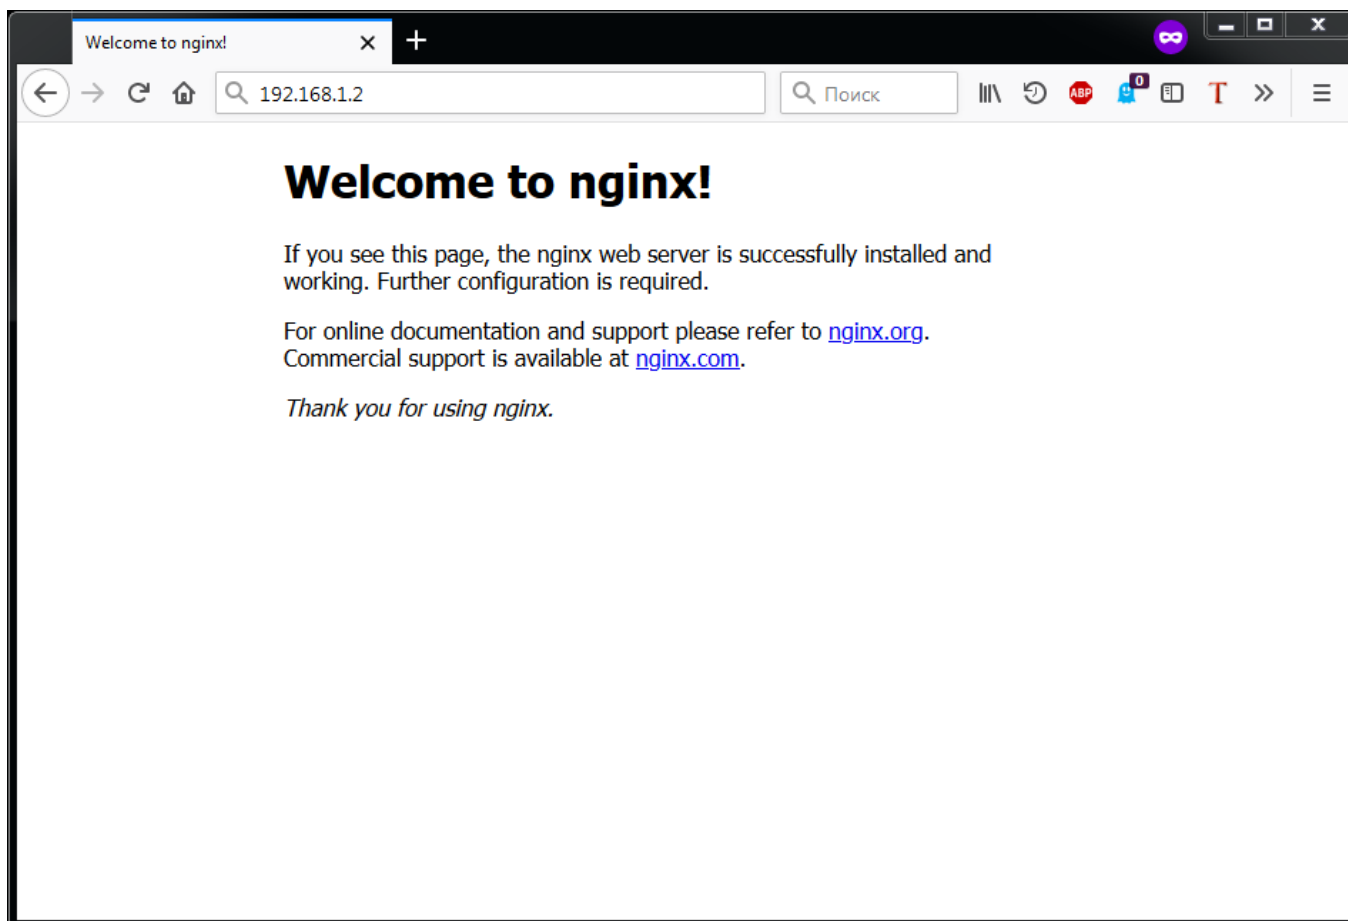 Welcome to nginx!
192.168.1.2
Поиск
ABP
0
T
Welcome to nginx!
If you see this page, the nginx web server is successfully installed and
working. Further configuration is required.
For online documentation and support please refer to nginx.org.
Commercial support is available at nginx.com.
Thank you for using nginx.